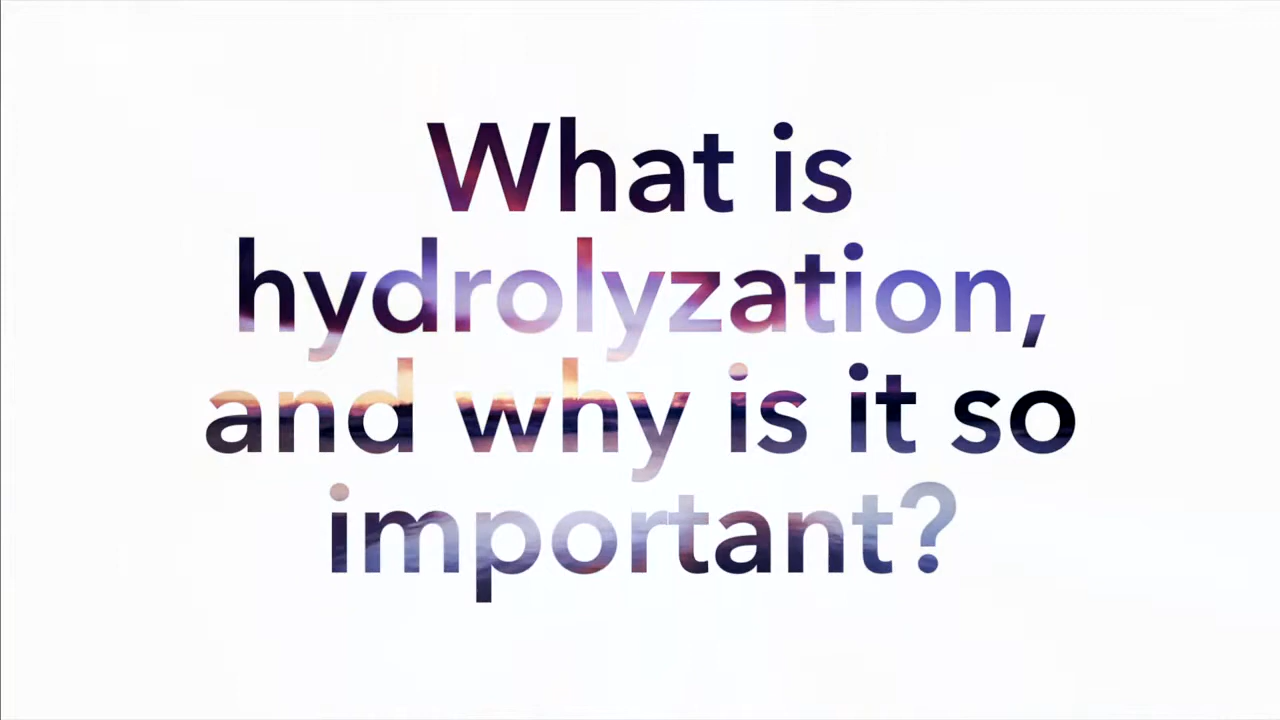 What is
hydrolyzation,
and why is it so
important?